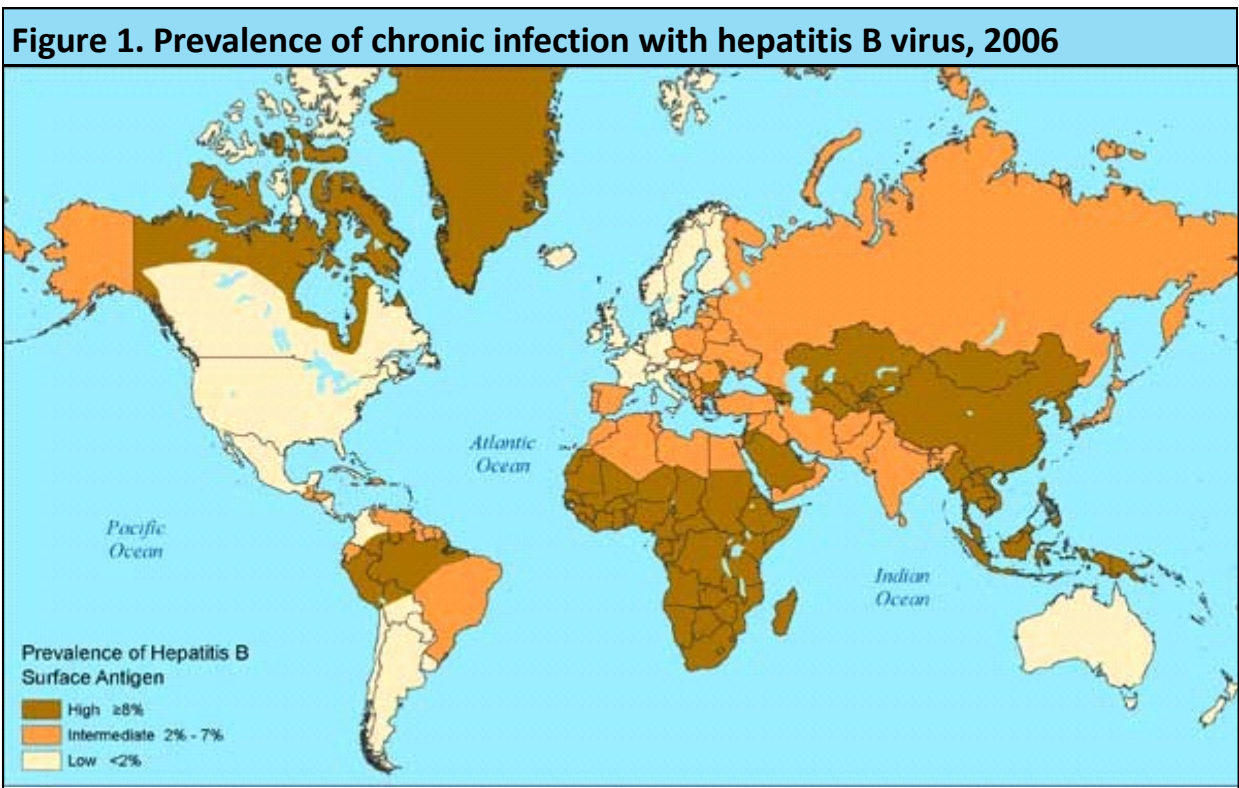 Figure 1. Prevalence of chronic infection with hepatitis B virus, 2006
Atlantic
Ocean
Pacific
Ocean
Indian
Ocean
Prevalence of Hepatitis B
Surface Antigen
High ≥8%
Intermediate 2% - 7%
Low <2%